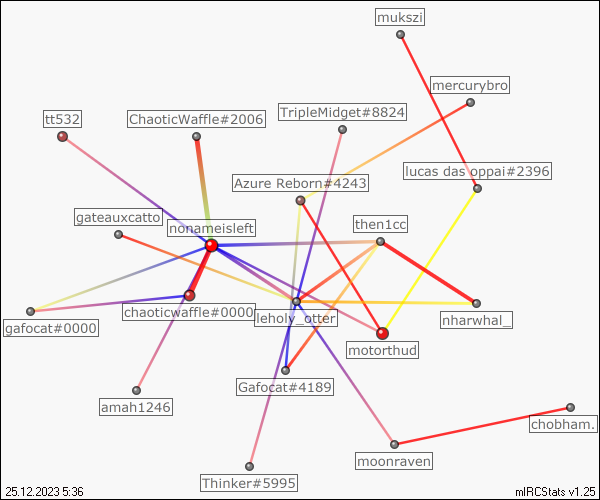 mukszi
mercurybro
tt532
ChaoticWaffle#2006
TripleMidget#8824
lucas das oppai#2396
Azure Reborn#4243
gateauxcatto
nonameisleft
then1cc
chaoticwaffle#0000
leholy_otter
nharwhal_
gafocat#0000
motorthud
Gafocat#4189
amah1246
chobham.
moonraven
Thinker#5995
25.12.2023 5:36
mIRCStats v1.25